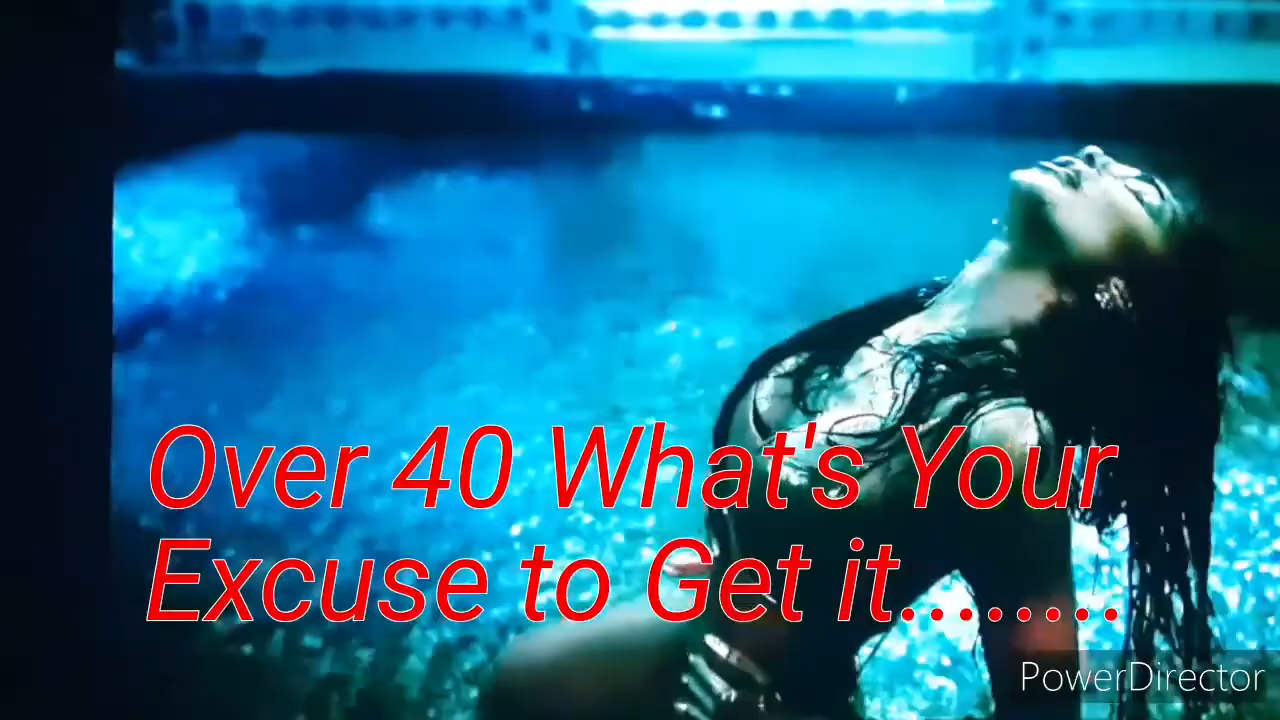 Over 40 What's Your
Excuse to Get it........
PowerDirector